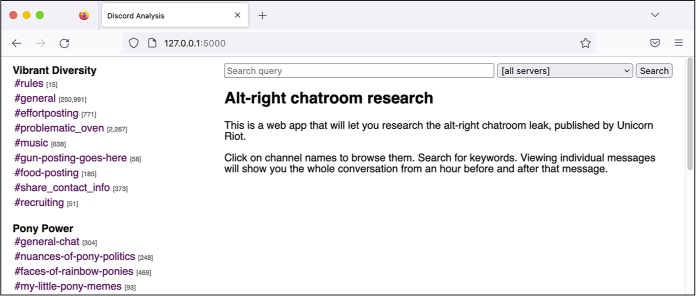 Discord Analysis
127.0.0.1:5000
Vibrant Diversity
#rules [15]
#general [250,991]
#effortposting [771]
#problematic_oven [2,267]
#music [638]
#gun-posting-goes-here [58]
#food-posting [185]
#share_contact_info [373]
#recruiting [51]
Pony Power
#general-chat [304]
#nuances-of-pony-politics [248]
#faces-of-rainbow-ponies [469]
#my-little-pony-memes [93]
Search query
[all servers]
Search
Alt-right chatroom research
This is a web app that will let you research the alt-right chatroom leak, published by Unicorn
Riot.
Click on channel names to browse them. Search for keywords. Viewing individual messages
will show you the whole conversation from an hour before and after that message.